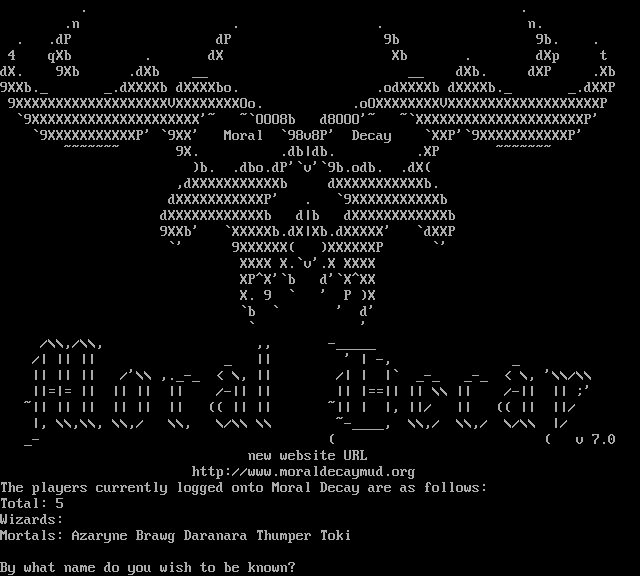 Moral Decay
Moral Decay
v 7.0
new website URL
http://www.moraldecaymud.org
The players currently logged onto Moral Decay are as follows:
Total: 5
Wizards:
Mortals: Azaryne Brawg Daranara Thumper Toki
By what name do you wish to be known?